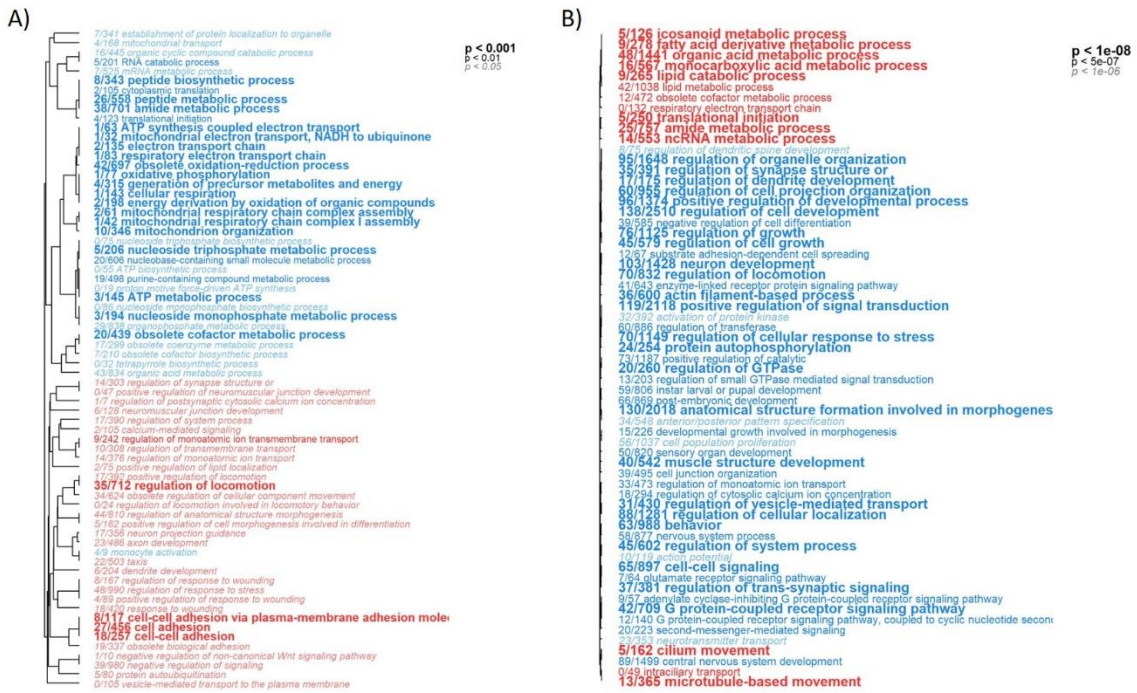 A)
7/341 establishment of protein localization to organelle
4/168 mitochondrial transport
16/445 organic cyclic compound catabolic process
5/201 RNA catabolic process
7/525 mRNA metabolic process
8/343 peptide biosynthetic process
2/105 cytoplasmic translation
26/558 peptide metabolic process
38/701 amide metabolic process
4/123 translational initiation
1/63 ATP synthesis coupled electron transport
1/32 mitochondrial electron transport, NADH to ubiquinone
2/135 electron transport chain
1/83 respiratory electron transport chain
42/697 obsolete oxidation-reduction process
1/77 oxidative phosphorylation
4/315 generation of precursor metabolites and energy
1/143 cellular respiration
2/198 energy derivation by oxidation of organic compounds
2/61 mitochondrial respiratory chain complex assembly
1/42 mitochondrial respiratory chain complex I assembly
10/346 mitochondrion organization
0/75 nucleoside triphosphate biosynthetic process
5/206 nucleoside triphosphate metabolic process
20/606 nucleobase-containing small molecule metabolic process
0/55 ATP biosynthetic process
19/498 purine-containing compound metabolic process
0/19 proton motive force-driven ATP synthesis
3/145 ATP metabolic process
0/86 nucleoside monophosphate biosynthetic process
3/194 nucleoside monophosphate metabolic process
29/838 organophosphate metabolic process
20/439 obsolete cofactor metabolic process
17/299 obsolete coenzyme metabolic process
7/210 obsolete cofactor biosynthetic process
0/32 tetrapyrrole biosynthetic process
43/834 organic acid metabolic process
14/303 regulation of synapse structure or
0/47 positive regulation of neuromuscular junction development
1/7 regulation of postsynaptic cytosolic calcium ion concentration
6/128 neuromuscular junction development
17/390 regulation of system process
2/105 calcium-mediated signaling
9/242 regulation of monoatomic ion transmembrane transport
10/308 regulation of transmembrane transport
14/376 regulation of monoatomic ion transport
2/75 positive regulation of lipid localization
17/392 positive regulation of locomotion
35/712 regulation of locomotion
34/624 obsolete regulation of cellular component movement
0/24 regulation of locomotion involved in locomotory behavior
44/810 regulation of anatomical structure morphogenesis
5/162 positive regulation of cell morphogenesis involved in differentiation
17/356 neuron projection guidance
23/486 axon development
4/9 monocyte activation
22/503 taxis
6/204 dendrite development
8/167 regulation of response to wounding
48/990 regulation of response to stress
4/89 positive regulation of response to wounding
18/420 response to wounding
8/117 cell-cell adhesion via plasma-membrane adhesion molec
27/456 cell adhesion
18/257 cell-cell adhesion
19/337 obsolete biological adhesion
1/10 negative regulation of non-canonical Wnt signaling pathway
39/980 negative regulation of signaling
5/80 protein autoubiquitination
0/105 vesicle-mediated transport to the plasma membrane
p < 0.001
p < 0.01
p < 0.05
B)
5/126 icosanoid metabolic process
9/278 fatty acid derivative metabolic process
48/1441 organic acid metabolic process
16/567 monocarboxylic acid metabolic process
9/265 lipid catabolic process
42/1038 lipid metabolic process
12/472 obsolete cofactor metabolic process
0/132 respiratory electron transport chain
5/250 translational initiation
25/757 amide metabolic process
14/553 ncRNA metabolic process
8/75 regulation of dendritic spine development
95/1648 regulation of organelle organization
35/391 regulation of synapse structure or
17/175 regulation of dendrite development
60/955 regulation of cell projection organization
96/1374 positive regulation of developmental process
138/2510 regulation of cell development
39/585 negative regulation of cell differentiation
76/1125 regulation of growth
45/579 regulation of cell growth
12/67 substrate adhesion-dependent cell spreading
103/1428 neuron development
70/832 regulation of locomotion
41/643 enzyme-linked receptor protein signaling pathway
36/600 actin filament-based process
119/2118 positive regulation of signal transduction
32/392 activation of protein kinase
60/886 regulation of transferase
70/1149 regulation of cellular response to stress
24/254 protein autophosphorylation
73/1187 positive regulation of catalytic
20/260 regulation of GTPase
13/203 regulation of small GTPase mediated signal transduction
59/806 instar larval or pupal development
66/869 post-embryonic development
130/2018 anatomical structure formation involved in morphogenes
34/548 anterior/posterior pattern specification
15/226 developmental growth involved in morphogenesis
56/1037 cell population proliferation
50/820 sensory organ development
40/542 muscle structure development
39/495 cell junction organization
33/473 regulation of monoatomic ion transport
18/294 regulation of cytosolic calcium ion concentration
31/430 regulation of vesicle-mediated transport
88/1281 regulation of cellular localization
63/988 behavior
58/877 nervous system process
45/602 regulation of system process
10/119 action potential
65/897 cell-cell signaling
7/64 glutamate receptor signaling pathway
37/381 regulation of trans-synaptic signaling
9/57 adenylate cyclase-inhibiting G protein-coupled receptor signaling pathway
42/709 G protein-coupled receptor signaling pathway
12/140 G protein-coupled receptor signaling pathway, coupled to cyclic nucleotide secon
20/223 second-messenger-mediated signaling
23/353 neurotransmitter transport
5/162 cilium movement
89/1499 central nervous system development
0/49 intraciliary transport
13/365 microtubule-based movement
p < 1e-08
p < 5e-07
p < 1e-06